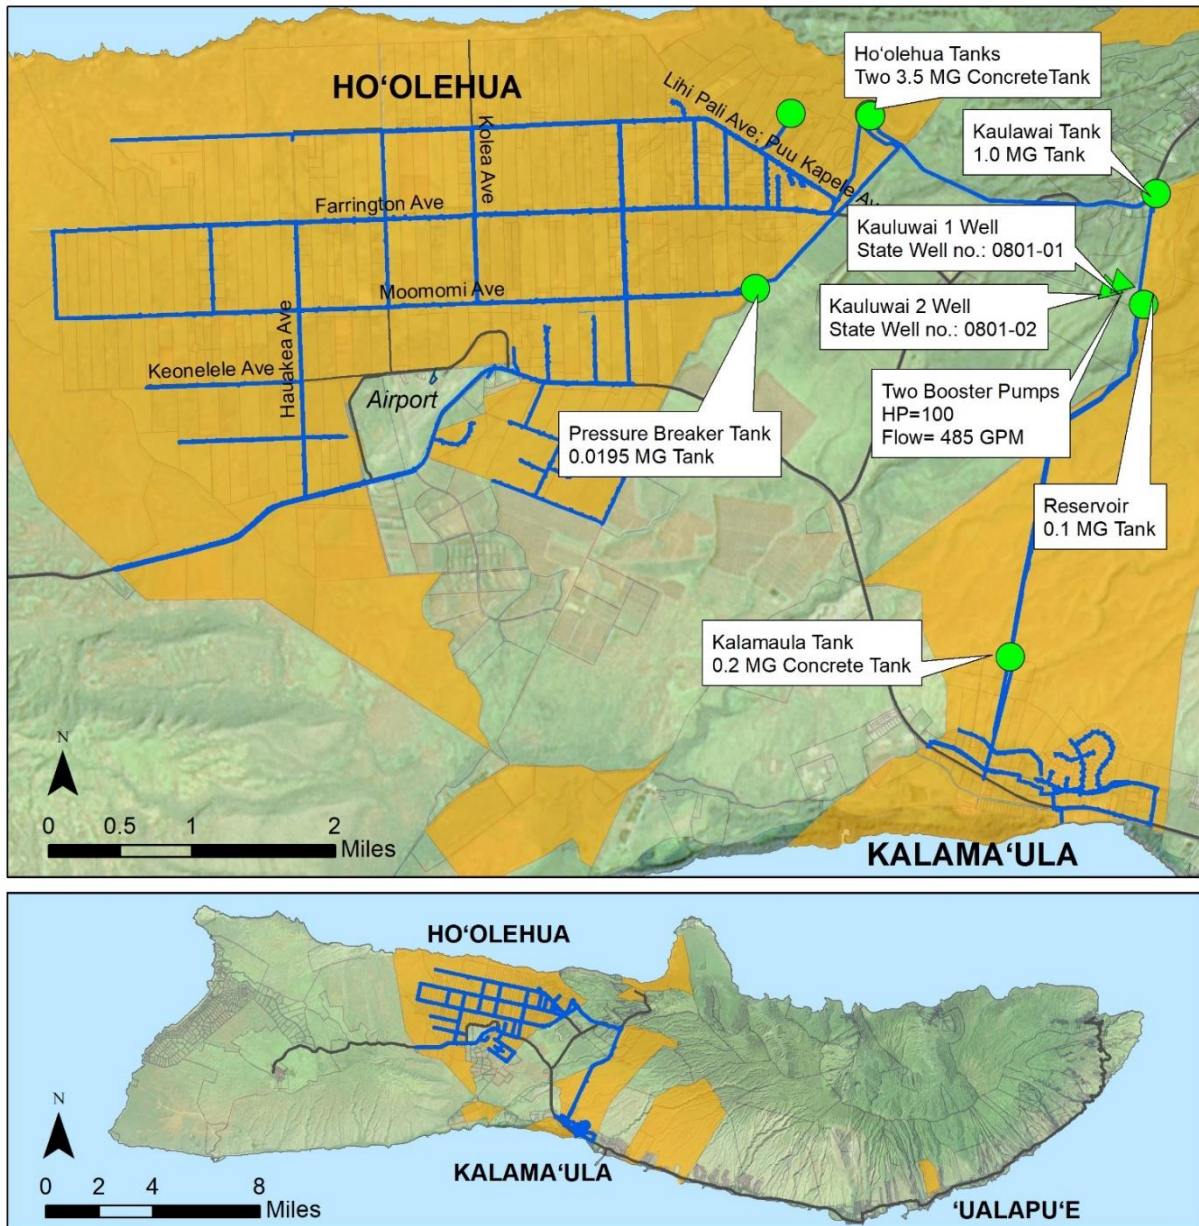 HO‘OLEHUA
Lihi Pali Ave; Puu Kapele Av
Kolea Ave
Farrington Ave
Moomomi Ave
Hauakea Ave
Keonelele Ave
Airport
Ho‘olehua Tanks
Two 3.5 MG ConcreteTank
Kaulawai Tank
1.0 MG Tank
Kauluwai 1 Well
State Well no.: 0801-01
Kauluwai 2 Well
State Well no.: 0801-02
Two Booster Pumps
HP=100
Flow= 485 GPM
Pressure Breaker Tank
0.0195 MG Tank
Reservoir
0.1 MG Tank
Kalamaula Tank
0.2 MG Concrete Tank
N
0 0.5 1 2
Miles
KALAMA‘ULA
HO‘OLEHUA
N
0 2 4 8
Miles
KALAMA‘ULA
‘UALAPU‘E